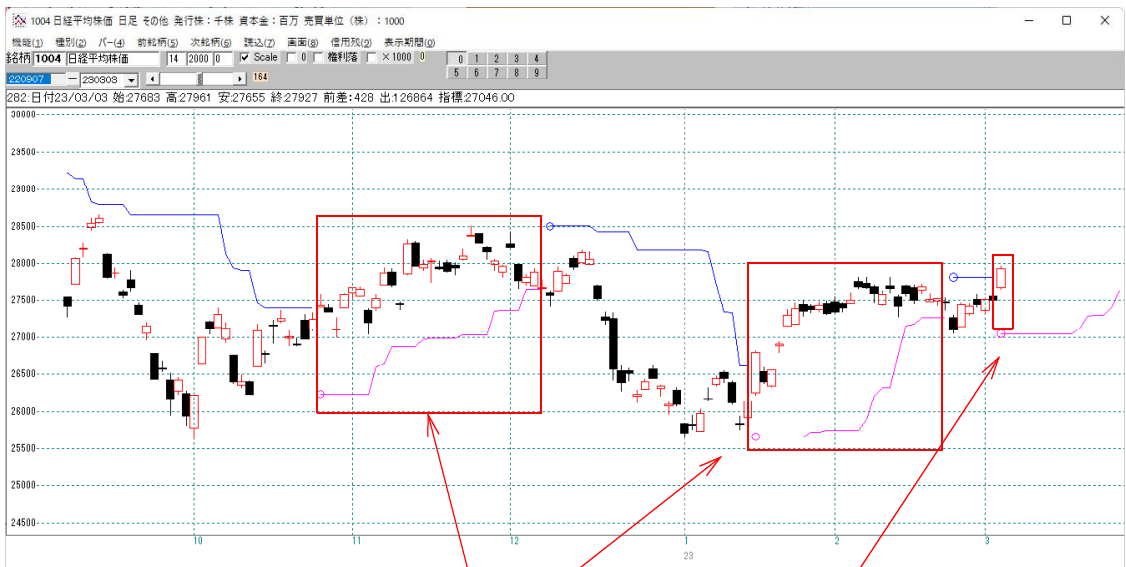 1004 日経平均株価 日足 その他 発行株：千株 資本金：百万 売買単位（株）：1000
機能(1) 種別(2) バー(4) 前銘柄(5) 次銘柄(6) 読込(7) 画面(8) 信用残(9) 表示期間(0)
銘柄 1004 日経平均株価 14 2000 0 Scale 0 権利落 ×1000 0 0 1 2 3 4
5 6 7 8 9
220907 － 230303 164
282:日付23/03/03 始:27683 高:27961 安:27655 終:27927 前差:428 出:126864 指標:27046.00
30000
29500
29000
28500
28000
27500
27000
26500
26000
25500
25000
24500
10 11 12 1 2 3
23